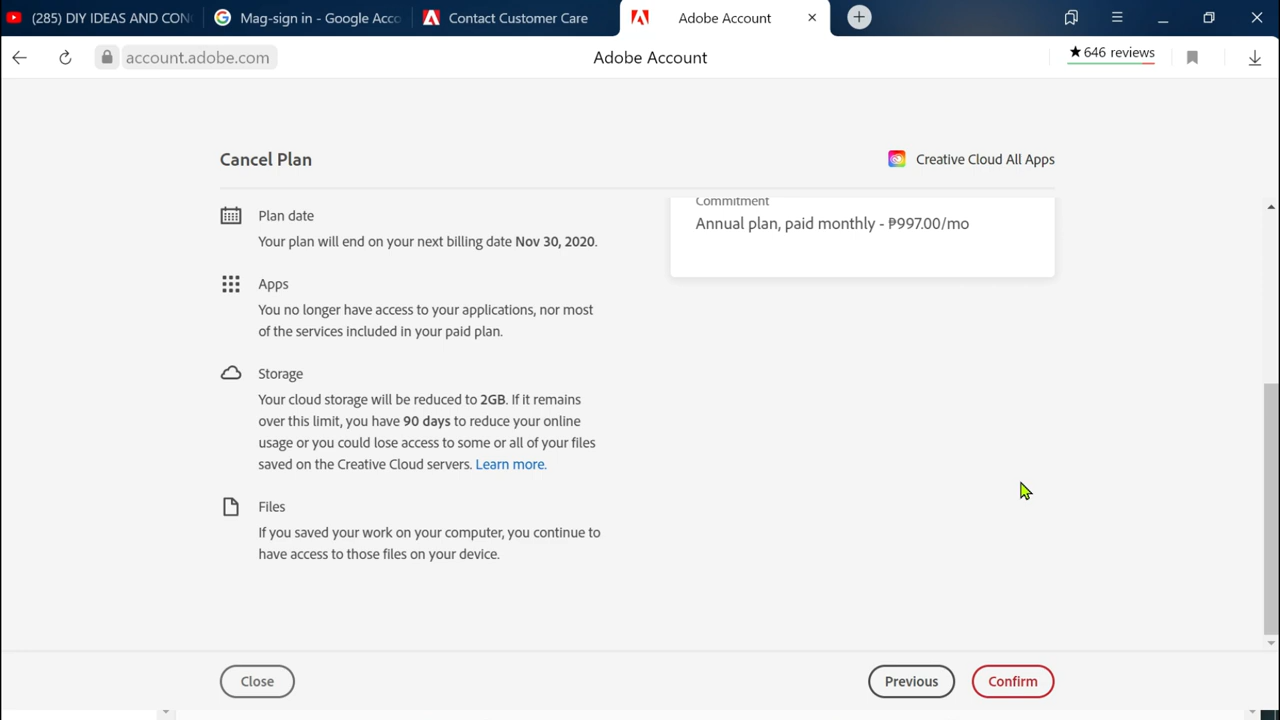 (285) DIY IDEAS AND CON
Mag-sign in - Google Acco
Contact Customer Care
Adobe Account
account.adobe.com
Adobe Account
★646 reviews
Cancel Plan
Creative Cloud All Apps
Plan date
Your plan will end on your next billing date Nov 30, 2020.
Commitment
Annual plan, paid monthly - ₱997.00/mo
Apps
You no longer have access to your applications, nor most
of the services included in your paid plan.
Storage
Your cloud storage will be reduced to 2GB. If it remains
over this limit, you have 90 days to reduce your online
usage or you could lose access to some or all of your files
saved on the Creative Cloud servers. Learn more.
Files
If you saved your work on your computer, you continue to
have access to those files on your device.
Close
Previous
Confirm